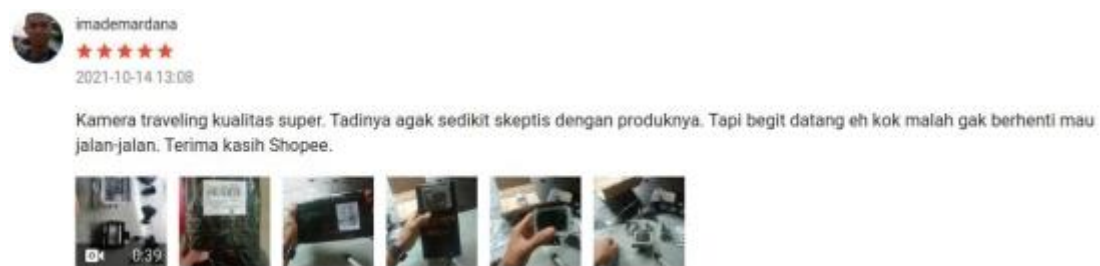 imademardana
2021-10-14 13:08
Kamera traveling kualitas super. Tadinya agak sedikit skeptis dengan produknya. Tapi begit datang eh kok malah gak berhenti mau
jalan-jalan. Terima kasih Shopee.
0:39